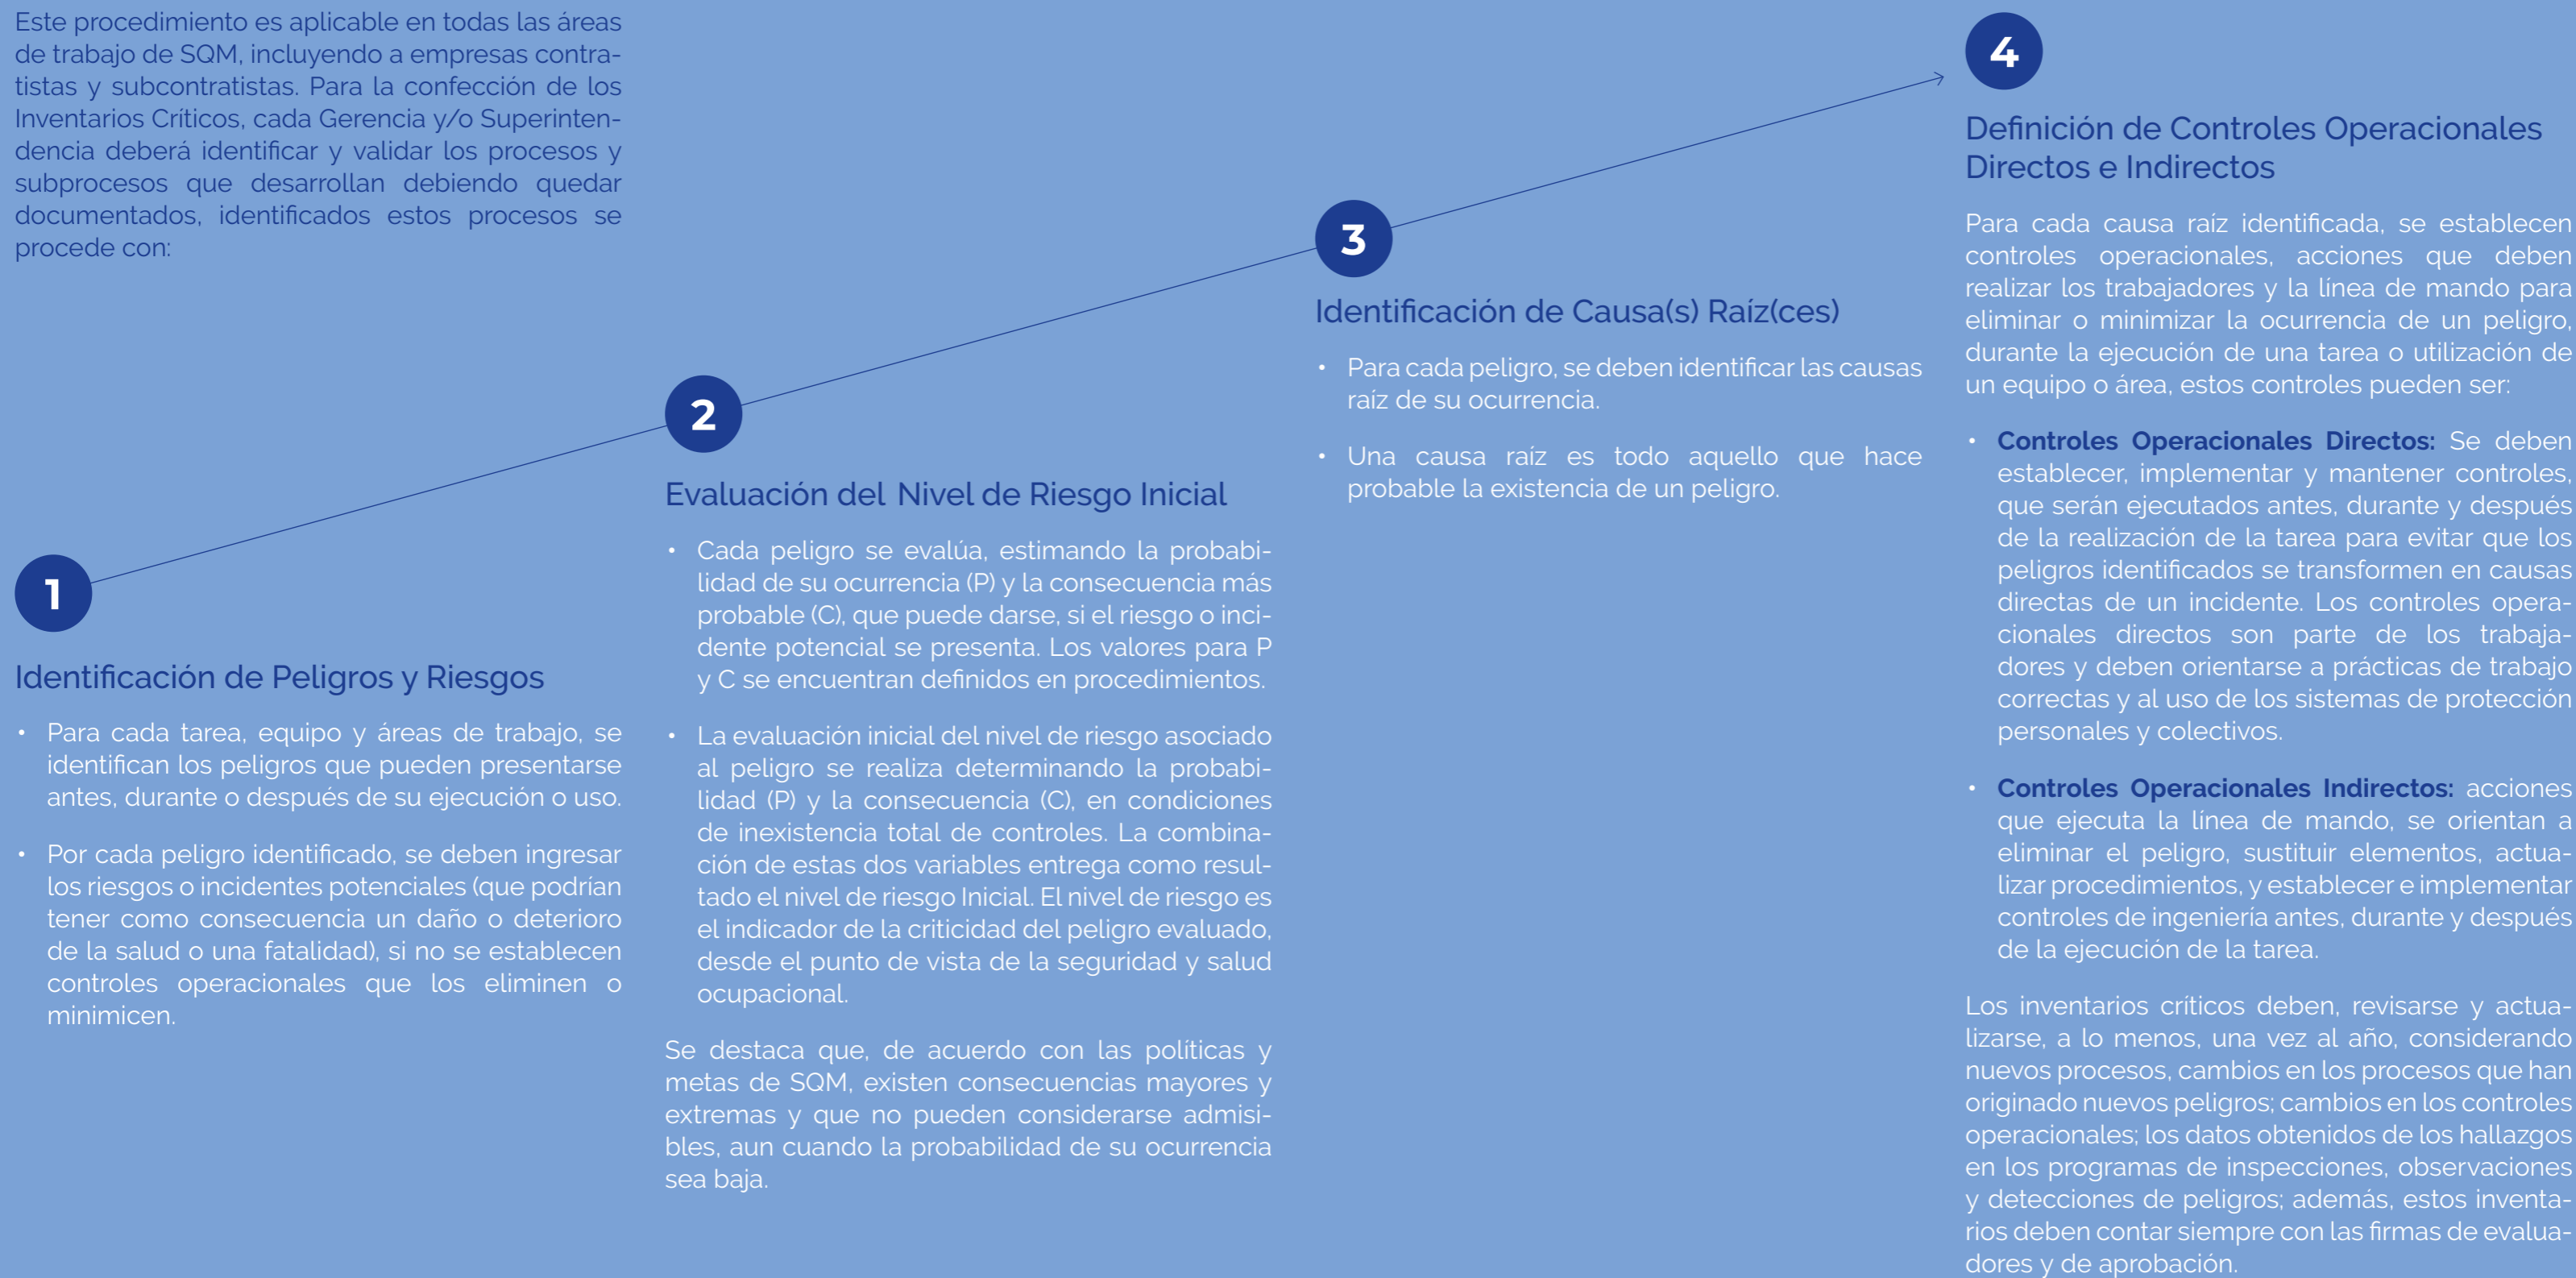 Este procedimiento es aplicable en todas las áreas
de trabajo de SQM, incluyendo a empresas contra-
tistas y subcontratistas. Para la confección de los
Inventarios Críticos, cada Gerencia y/o Superinten-
dencia deberá identificar y validar los procesos y
subprocesos que desarrollan debiendo quedar
documentados, identificados estos procesos se
procede con:
1
Identificación de Peligros y Riesgos
• Para cada tarea, equipo y áreas de trabajo, se
identifican los peligros que pueden presentarse
antes, durante o después de su ejecución o uso.
• Por cada peligro identificado, se deben ingresar
los riesgos o incidentes potenciales (que podrían
tener como consecuencia un daño o deterioro
de la salud o una fatalidad), si no se establecen
controles operacionales que los eliminen o
minimicen.
2
Evaluación del Nivel de Riesgo Inicial
• Cada peligro se evalúa, estimando la probabi-
lidad de su ocurrencia (P) y la consecuencia más
probable (C), que puede darse, si el riesgo o inci-
dente potencial se presenta. Los valores para P
y C se encuentran definidos en procedimientos.
• La evaluación inicial del nivel de riesgo asociado
al peligro se realiza determinando la probabi-
lidad (P) y la consecuencia (C), en condiciones
de inexistencia total de controles. La combina-
ción de estas dos variables entrega como resul-
tado el nivel de riesgo Inicial. El nivel de riesgo es
el indicador de la criticidad del peligro evaluado,
desde el punto de vista de la seguridad y salud
ocupacional.
Se destaca que, de acuerdo con las políticas y
metas de SQM, existen consecuencias mayores y
extremas y que no pueden considerarse admisi-
bles, aun cuando la probabilidad de su ocurrencia
sea baja.
3
Identificación de Causa(s) Raíz(ces)
• Para cada peligro, se deben identificar las causas
raíz de su ocurrencia.
• Una causa raíz es todo aquello que hace
probable la existencia de un peligro.
4
Definición de Controles Operacionales
Directos e Indirectos
Para cada causa raíz identificada, se establecen
controles operacionales, acciones que deben
realizar los trabajadores y la línea de mando para
eliminar o minimizar la ocurrencia de un peligro,
durante la ejecución de una tarea o utilización de
un equipo o área, estos controles pueden ser:
• Controles Operacionales Directos: Se deben
establecer, implementar y mantener controles,
que serán ejecutados antes, durante y después
de la realización de la tarea para evitar que los
peligros identificados se transformen en causas
directas de un incidente. Los controles opera-
cionales directos son parte de los trabaja-
dores y deben orientarse a prácticas de trabajo
correctas y al uso de los sistemas de protección
personales y colectivos.
• Controles Operacionales Indirectos: acciones
que ejecuta la línea de mando, se orientan a
eliminar el peligro, sustituir elementos, actua-
lizar procedimientos, y establecer e implementar
controles de ingeniería antes, durante y después
de la ejecución de la tarea.
Los inventarios críticos deben, revisarse y actua-
lizarse, a lo menos, una vez al año, considerando
nuevos procesos, cambios en los procesos que han
originado nuevos peligros; cambios en los controles
operacionales; los datos obtenidos de los hallazgos
en los programas de inspecciones, observaciones
y detecciones de peligros; además, estos inventa-
rios deben contar siempre con las firmas de evalua-
dores y de aprobación.